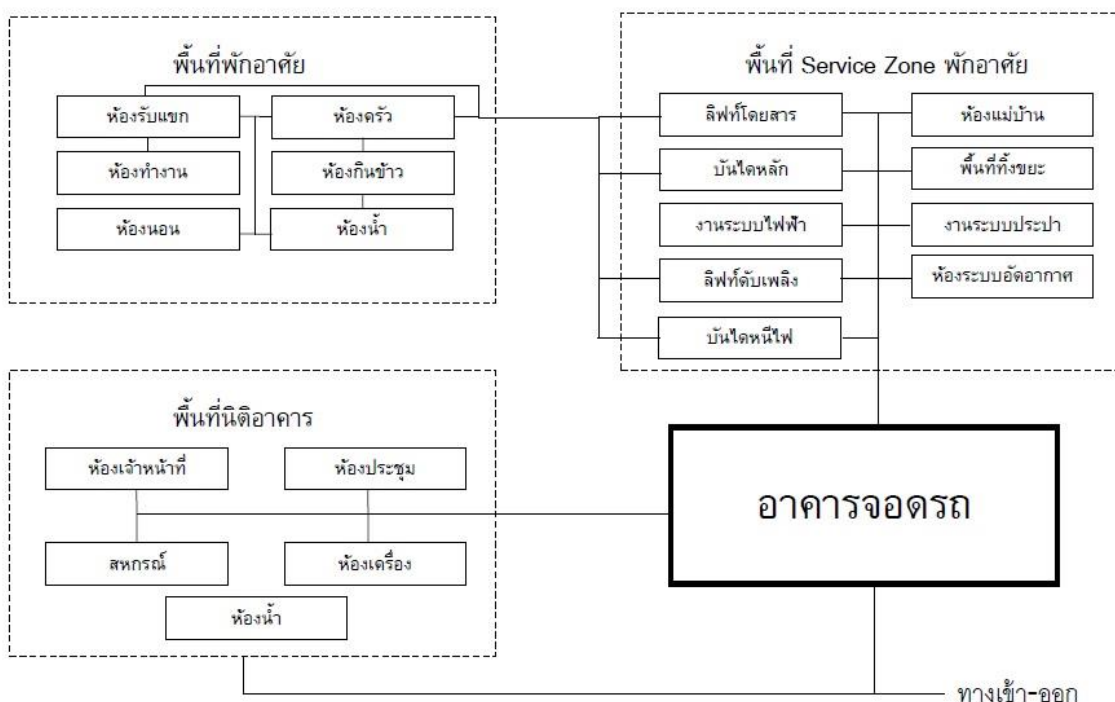 พื้นที่พักอาศัย
ห้องรับแขก
ห้องครัว
ห้องทำงาน
ห้องกินข้าว
ห้องนอน
ห้องน้ำ
พื้นที่ Service Zone พักอาศัย
ลิฟท์โดยสาร
ห้องแม่บ้าน
บันไดหลัก
พื้นที่ทิ้งขยะ
งานระบบไฟฟ้า
งานระบบประปา
ลิฟท์ดับเพลิง
ห้องระบบอัดอากาศ
บันไดหนีไฟ
พื้นที่นิติอาคาร
ห้องเจ้าหน้าที่
ห้องประชุม
สหกรณ์
ห้องเครื่อง
ห้องน้ำ
อาคารจอดรถ
ทางเข้า-ออก